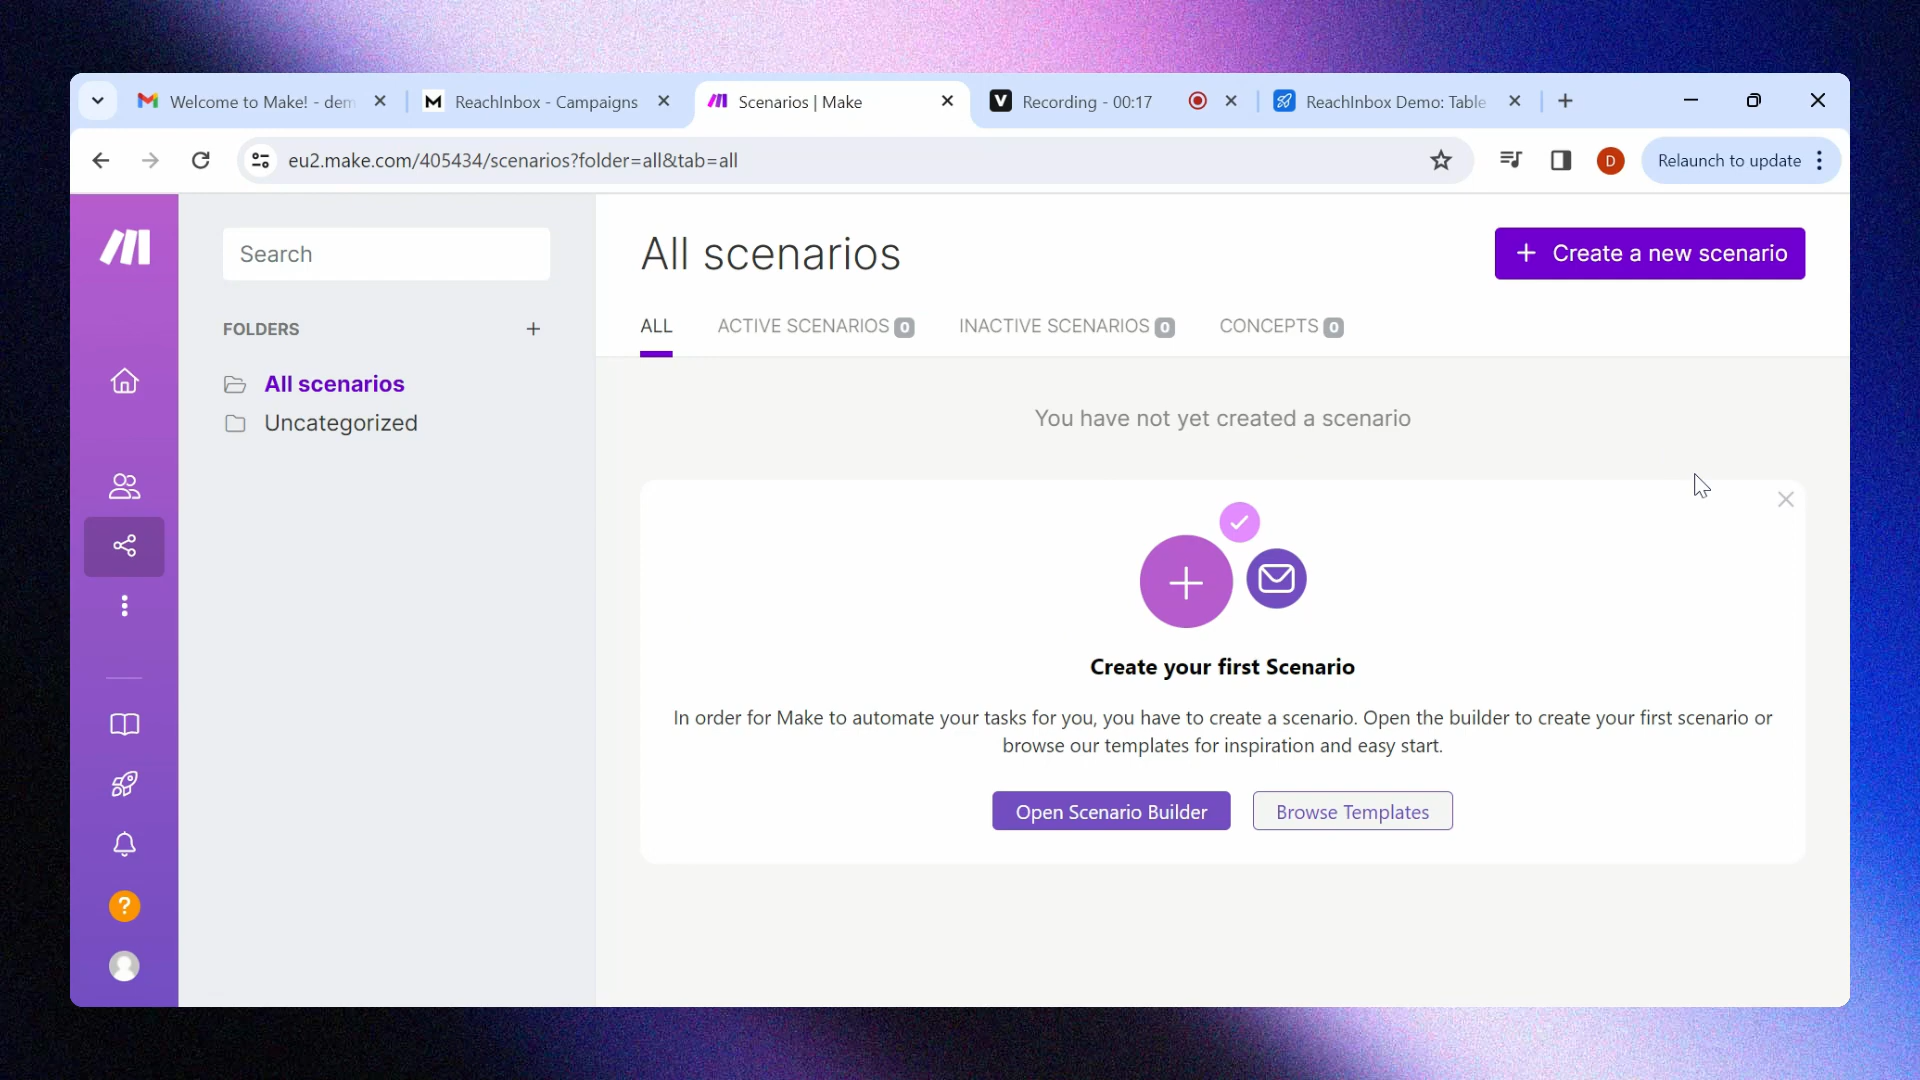 Welcome to Make! - dem
M
ReachInbox - Campaigns
Scenarios | Make
V
Recording - 00:17
ReachInbox Demo: Table
eu2.make.com/405434/scenarios?folder=all&tab=all
D
Relaunch to update
Search
All scenarios
+ Create a new scenario
FOLDERS +
ALL
ACTIVE SCENARIOS 0
INACTIVE SCENARIOS 0
CONCEPTS 0
All scenarios
Uncategorized
You have not yet created a scenario
Create your first Scenario
In order for Make to automate your tasks for you, you have to create a scenario. Open the builder to create your first scenario or
browse our templates for inspiration and easy start.
Open Scenario Builder
Browse Templates
?